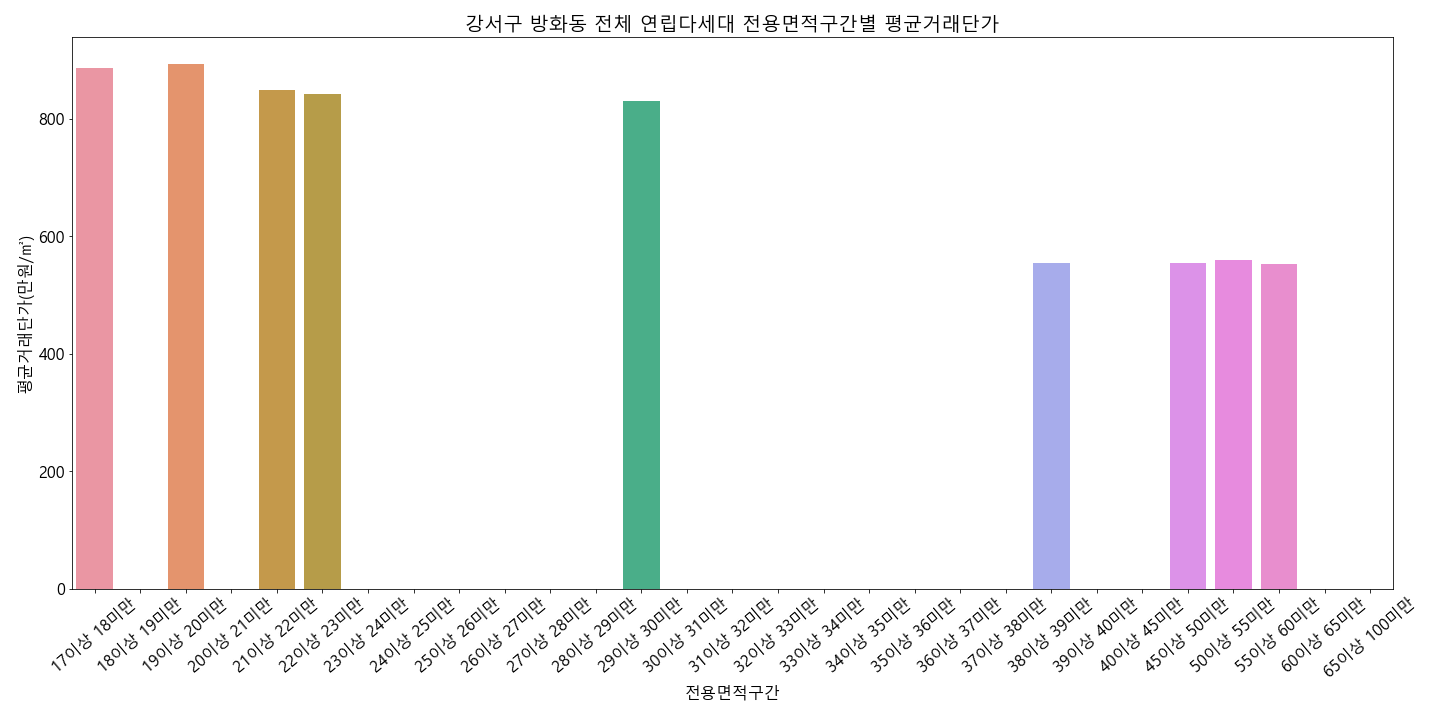 강서구 방화동 전체 연립다세대 전용면적구간별 평균거래단가
평균거래단가(만원/㎡)
800
600
400
200
0
17이상 18미만
18이상 19미만
19이상 20미만
20이상 21미만
21이상 22미만
22이상 23미만
23이상 24미만
24이상 25미만
25이상 26미만
26이상 27미만
27이상 28미만
28이상 29미만
29이상 30미만
30이상 31미만
31이상 32미만
32이상 33미만
33이상 34미만
34이상 35미만
35이상 36미만
36이상 37미만
37이상 38미만
38이상 39미만
39이상 40미만
40이상 45미만
45이상 50미만
50이상 55미만
55이상 60미만
60이상 65미만
65이상 100미만
전용면적구간